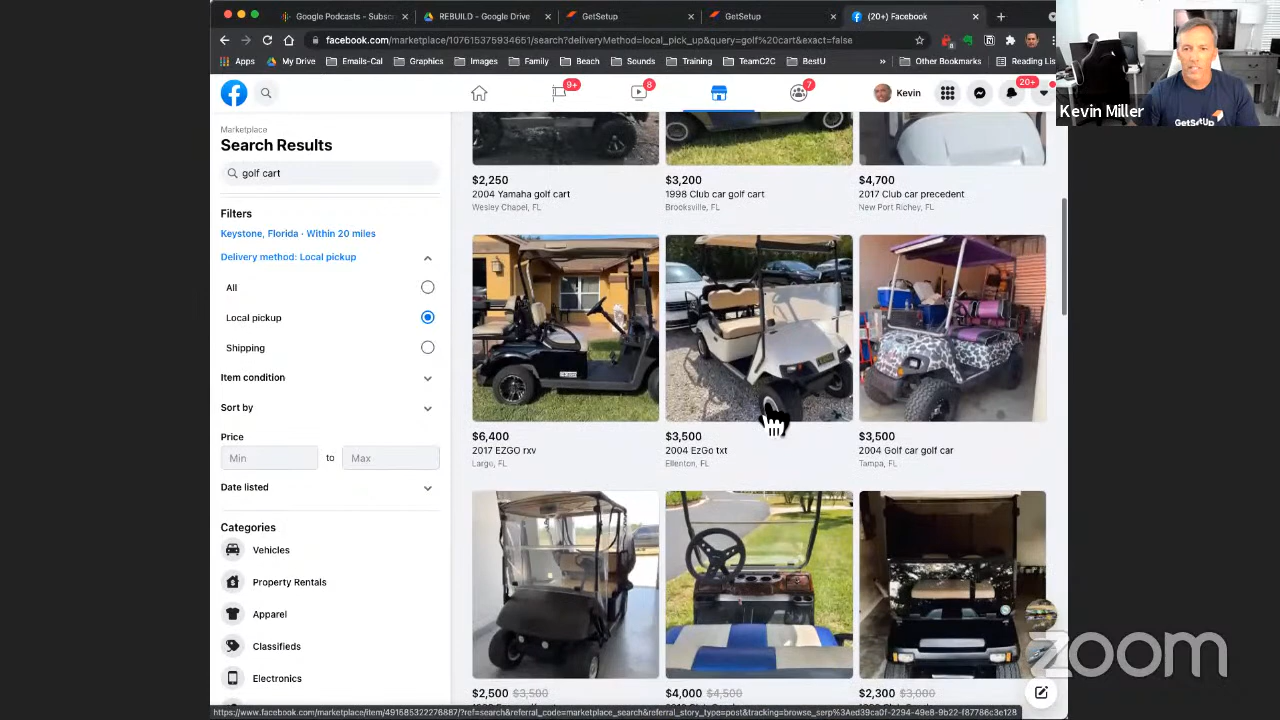 Google Podcasts - Subsc
REBUILD - Google Drive
GetSetup
GetSetup
(20+) Facebook
facebook.com/marketplace/107615375934651/search?deliveryMethod=local_pick_up&query=golf%20cart&exact=false
Apps
My Drive
Emails-Cal
Graphics
Images
Family
Beach
Sounds
Training
TeamC2C
BestU
Other Bookmarks
Reading List
9+
8
7
Kevin
20+
Kevin Miller
GetSetUp
Marketplace
Search Results
golf cart
Filters
Keystone, Florida · Within 20 miles
Delivery method: Local pickup
All
Local pickup
Shipping
Item condition
Sort by
Price
Min
to
Max
Date listed
Categories
Vehicles
Property Rentals
Apparel
Classifieds
Electronics
$2,250
2004 Yamaha golf cart
Wesley Chapel, FL
$3,200
1998 Club car golf cart
Brooksville, FL
$4,700
2017 Club car precedent
New Port Richey, FL
$6,400
2017 EZGO rxv
Largo, FL
$3,500
2004 EzGo txt
Ellenton, FL
$3,500
2004 Golf car golf car
Tampa, FL
$2,500 $3,500
$4,000 $4,500
$2,300 $3,000
zoom